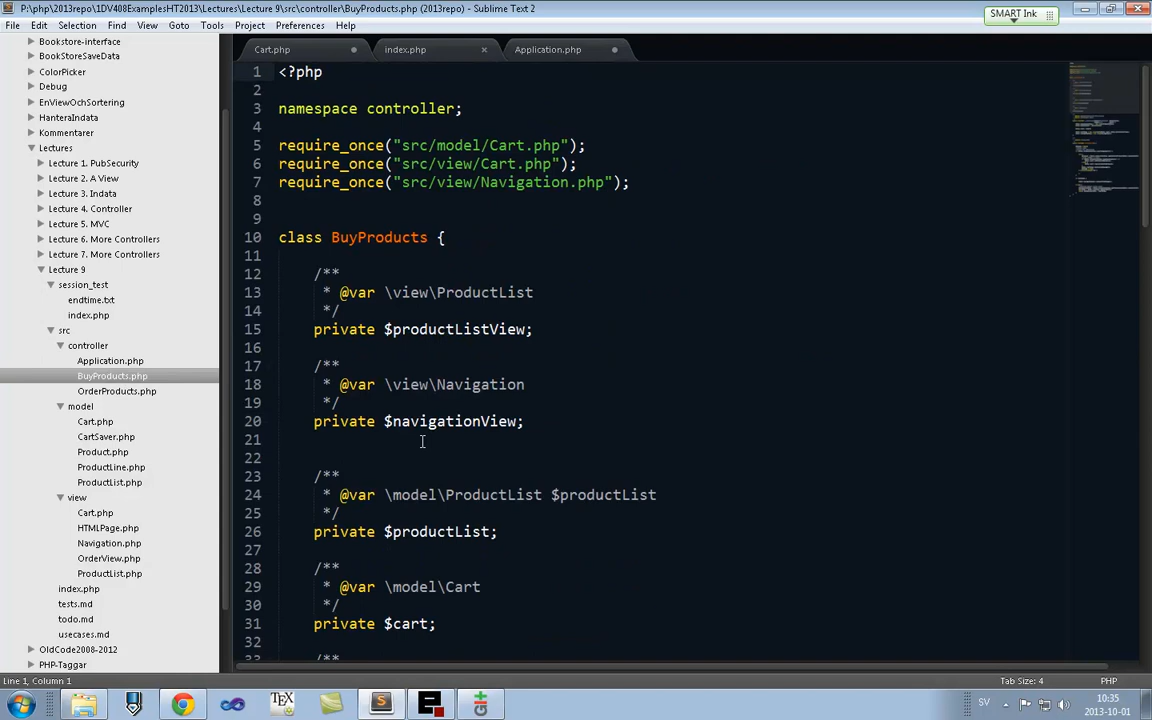 P:\php\2013repo\1DV408ExamplesHT2013\Lectures\Lecture 9\src\controller\BuyProducts.php (2013repo) - Sublime Text 2
SMART Ink
File Edit Selection Find View Goto Tools Project Preferences Help
Bookstore-interface
BookStoreSaveData
ColorPicker
Debug
EnViewOchSortering
HanteraIndata
Kommentarer
Lectures
Lecture 1. PubSecurity
Lecture 2. A View
Lecture 3. Indata
Lecture 4. Controller
Lecture 5. MVC
Lecture 6. More Controllers
Lecture 7. More Controllers
Lecture 9
session_test
endtime.txt
index.php
src
controller
Application.php
BuyProducts.php
OrderProducts.php
model
Cart.php
CartSaver.php
Product.php
ProductLine.php
ProductList.php
view
Cart.php
HTMLPage.php
Navigation.php
OrderView.php
ProductList.php
index.php
tests.md
todo.md
usecases.md
OldCode2008-2012
PHP-Taggar
Cart.php index.php Application.php
1 <?php
2
3 namespace controller;
4
5 require_once("src/model/Cart.php");
6 require_once("src/view/Cart.php");
7 require_once("src/view/Navigation.php");
8
9
10 class BuyProducts {
11
12 /**
13 * @var \view\ProductList
14 */
15 private $productListView;
16
17 /**
18 * @var \view\Navigation
19 */
20 private $navigationView;
21
22
23 /**
24 * @var \model\ProductList $productList
25 */
26 private $productList;
27
28 /**
29 * @var \model\Cart
30 */
31 private $cart;
32
33 /**
Line 1, Column 1 Tab Size: 4 PHP
SV 10:35
2013-10-01